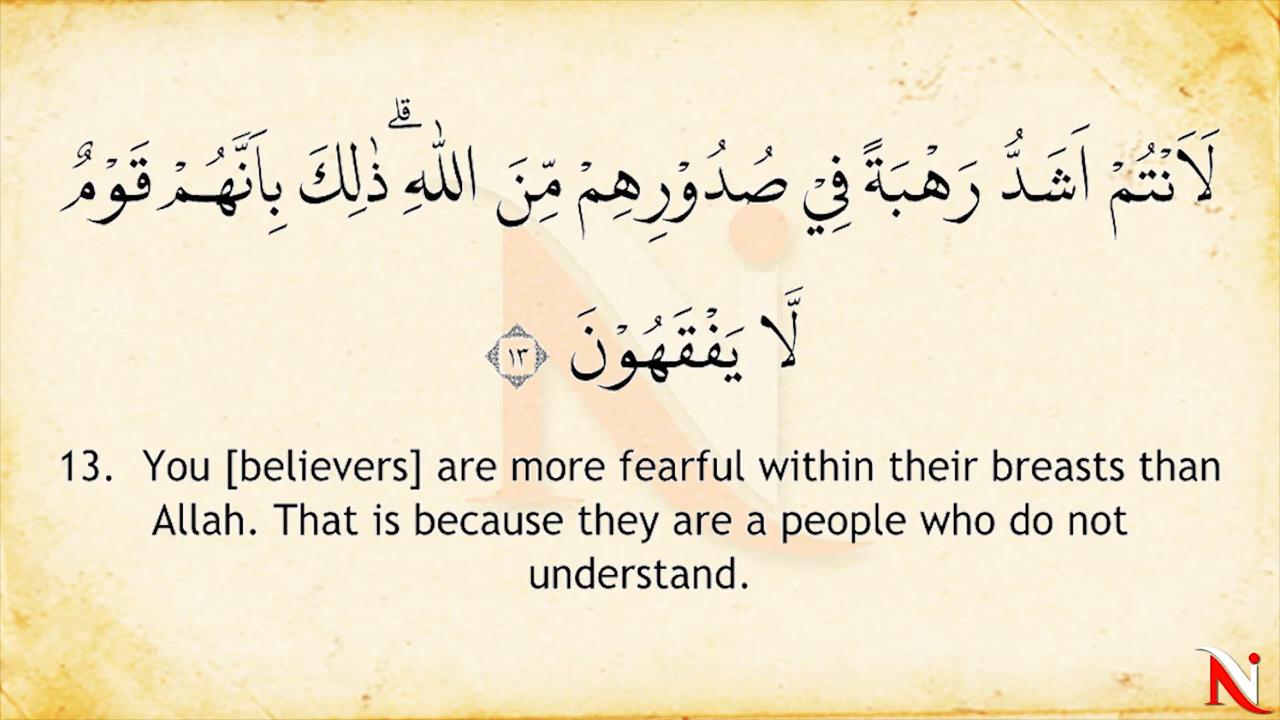 لَاَنْتُمْ اَشَدُّ رَهْبَةً فِيْ صُدُوْرِهِمْ مِّنَ اللّٰهِ ۗ ذٰلِكَ بِاَنَّهُمْ قَوْمٌ
لَّا يَفْقَهُوْنَ ١٣
13. You [believers] are more fearful within their breasts than
Allah. That is because they are a people who do not
understand.
Ni